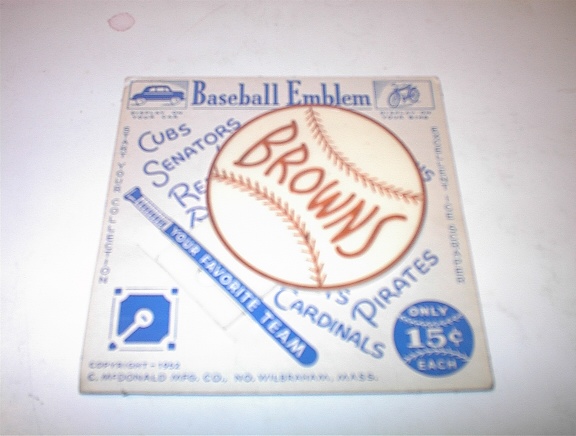 Baseball Emblem
DISPLAY ON
YOUR CAR
DISPLAY ON
YOUR BIKE
CUBS
SENATORS
BROWNS
START YOUR COLLECTION
YOUR FAVORITE TEAM
PIRATES
CARDINALS
ONLY
15¢
EACH
COPYRIGHT - 1952
C. McDONALD MFG. CO., NO. WILBRAHAM, MASS.